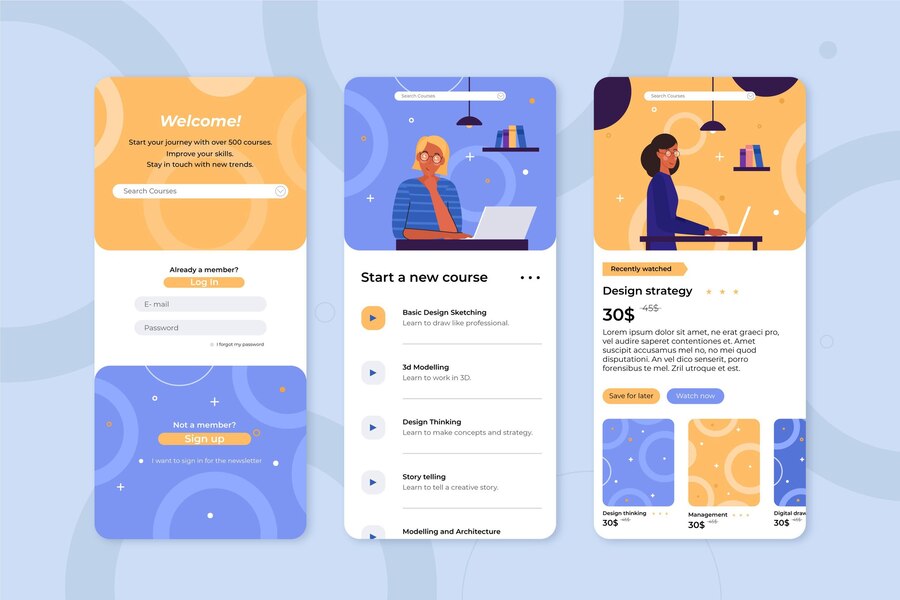 Welcome!
Start your journey with over 500 courses.
Improve your skills.
Stay in touch with new trends.
Search Courses
Already a member?
Log In
E- mail
Password
I forgot my password
Not a member?
Sign up
I want to sign in for the newsletter
Search Courses
Start a new course
Basic Design Sketching
Learn to draw like professional.
3d Modelling
Learn to work in 3D.
Design Thinking
Learn to make concepts and strategy.
Story telling
Learn to tell a creative story.
Modelling and Architecture
Search Courses
Recently watched
Design strategy
30$ 45$
Lorem ipsum dolor sit amet, ne erat graeci pro,
vel audire saperet contentiones et. Amet
suscipit accusamus mel no, no mei quod
disputationi. An vel dico senserit, porro
forensibus te mel. Zril utroque et est.
Save for later
Watch now
Design thinking
30$ 45$
Management
30$ 45$
Digital draw
30$ 45$